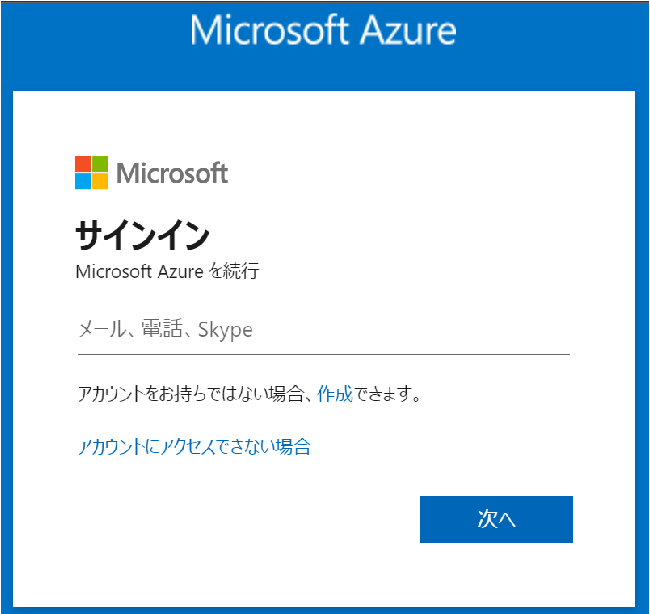 Microsoft Azure
Microsoft
サインイン
Microsoft Azure を続行
メール、電話、Skype
アカウントをお持ちではない場合、作成できます。
アカウントにアクセスできない場合
次へ